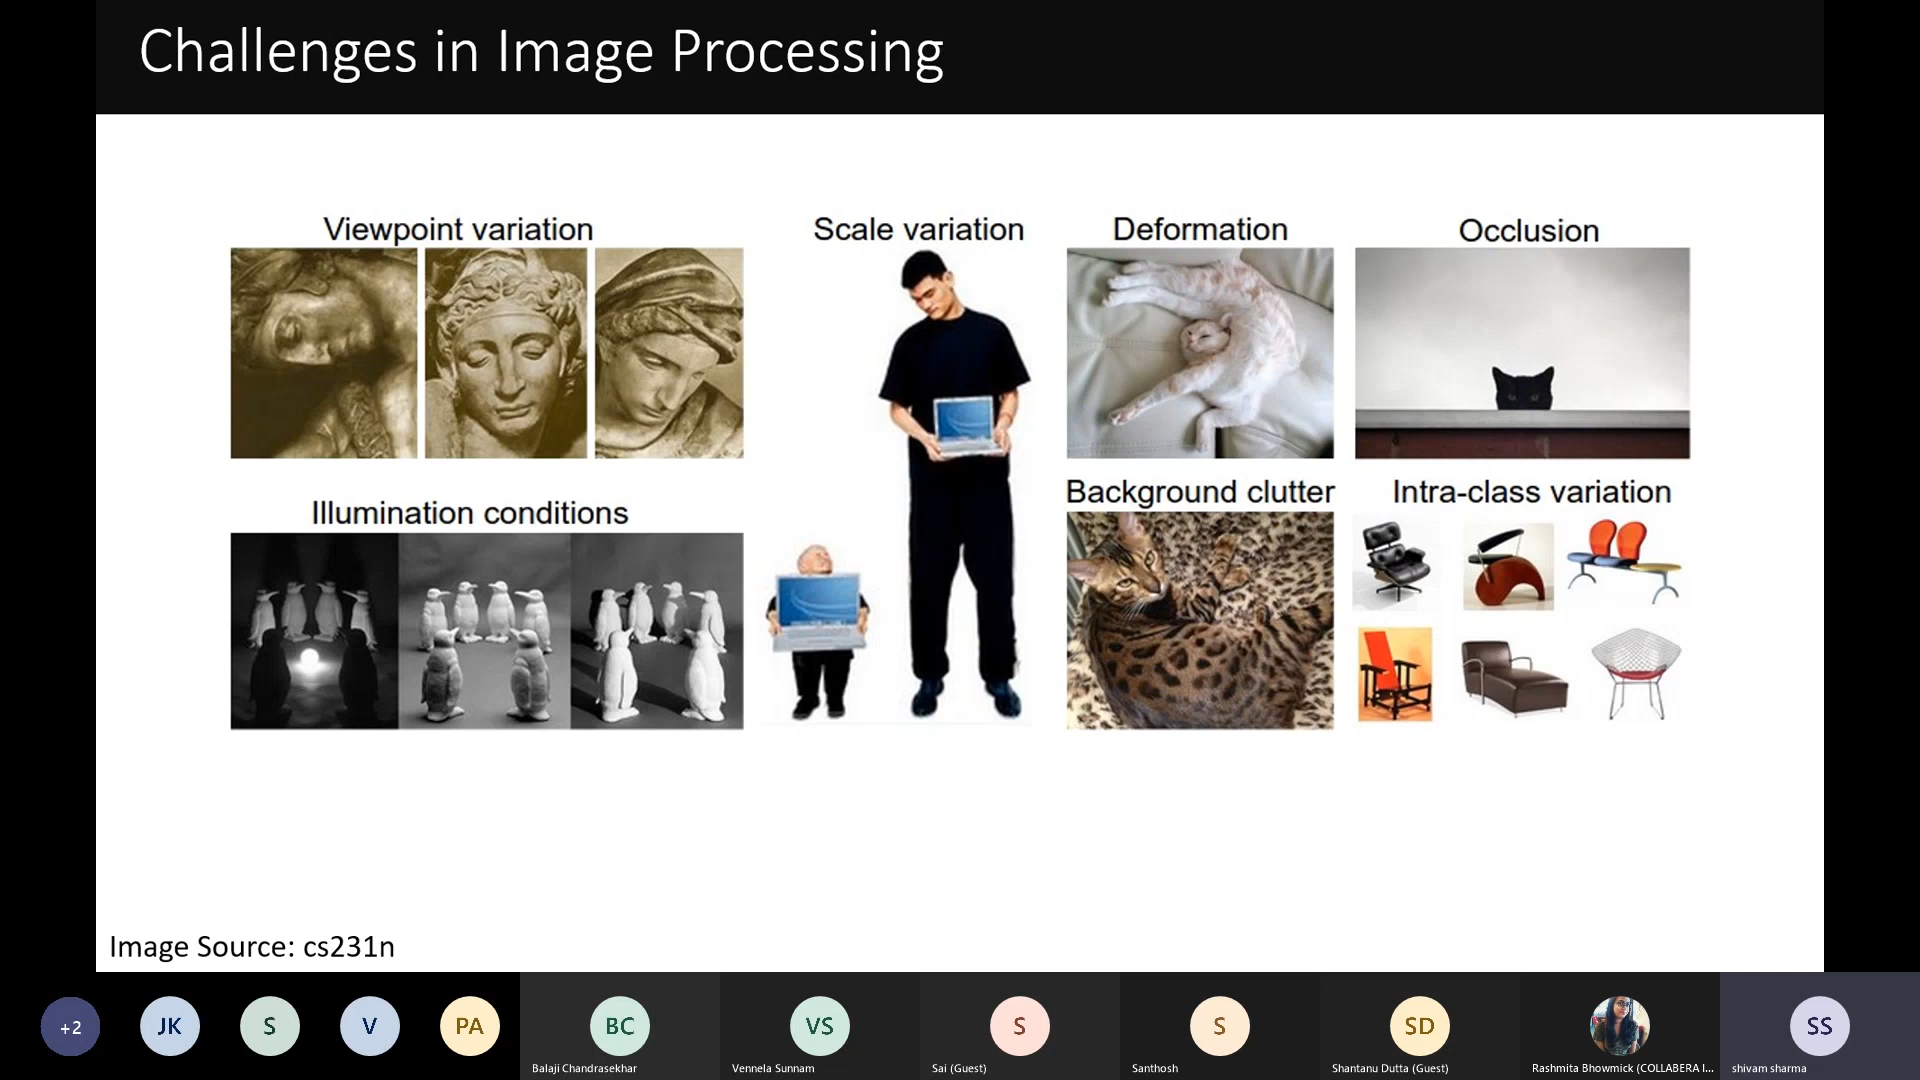 Challenges in Image Processing
Viewpoint variation
Scale variation
Deformation
Occlusion
Illumination conditions
Background clutter
Intra-class variation
Image Source: cs231n
+2
JK
S
V
PA
BC
Balaji Chandrasekhar
VS
Vennela Sunnam
S
Sai (Guest)
S
Santhosh
SD
Shantanu Dutta (Guest)
Rashmita Bhowmick (COLLABERA I...
SS
shivam sharma